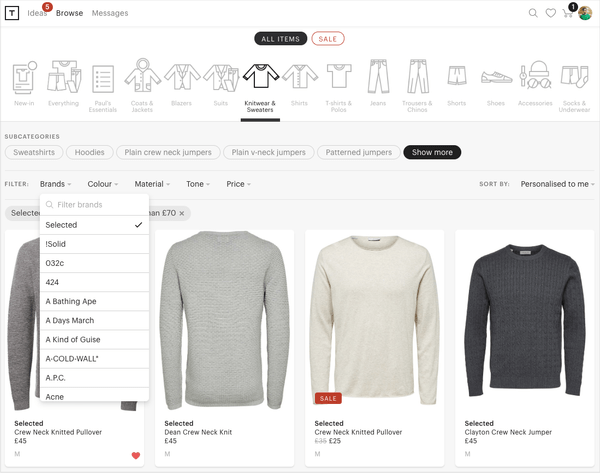 T
Ideas
5
Brands
Messages
1
ALL ITEMS
SALE
New-in
Everything
Paul's
Essentials
Coats &
Jackets
Blazers
Suits
Knitwear &
Sweaters
Shirts
T-shirts &
Polos
Jeans
Trousers &
Chinos
Shorts
Shoes
Accessories
Socks &
Underwear
SUBCATEGORIES
Sweatshirts
Hoodies
Plain crew neck jumpers
Plain v-neck jumpers
Patterned jumpers
Show more
FILTER:
Brands
Colour
Material
Tone
Price
SORT BY:
Personalised to me
Filter brands
Selected
!Solid
032c
424
A Bathing Ape
A Days March
A Kind of Guise
A-COLD-WALL*
A.P.C.
Acne
£70
SALE
Selected
Crew Neck Knitted Pullover
£45
M
Selected
Dean Crew Neck Knit
£45
M
Selected
Crew Neck Knitted Pullover
£35 £25
M
Selected
Clayton Crew Neck Jumper
£45
M